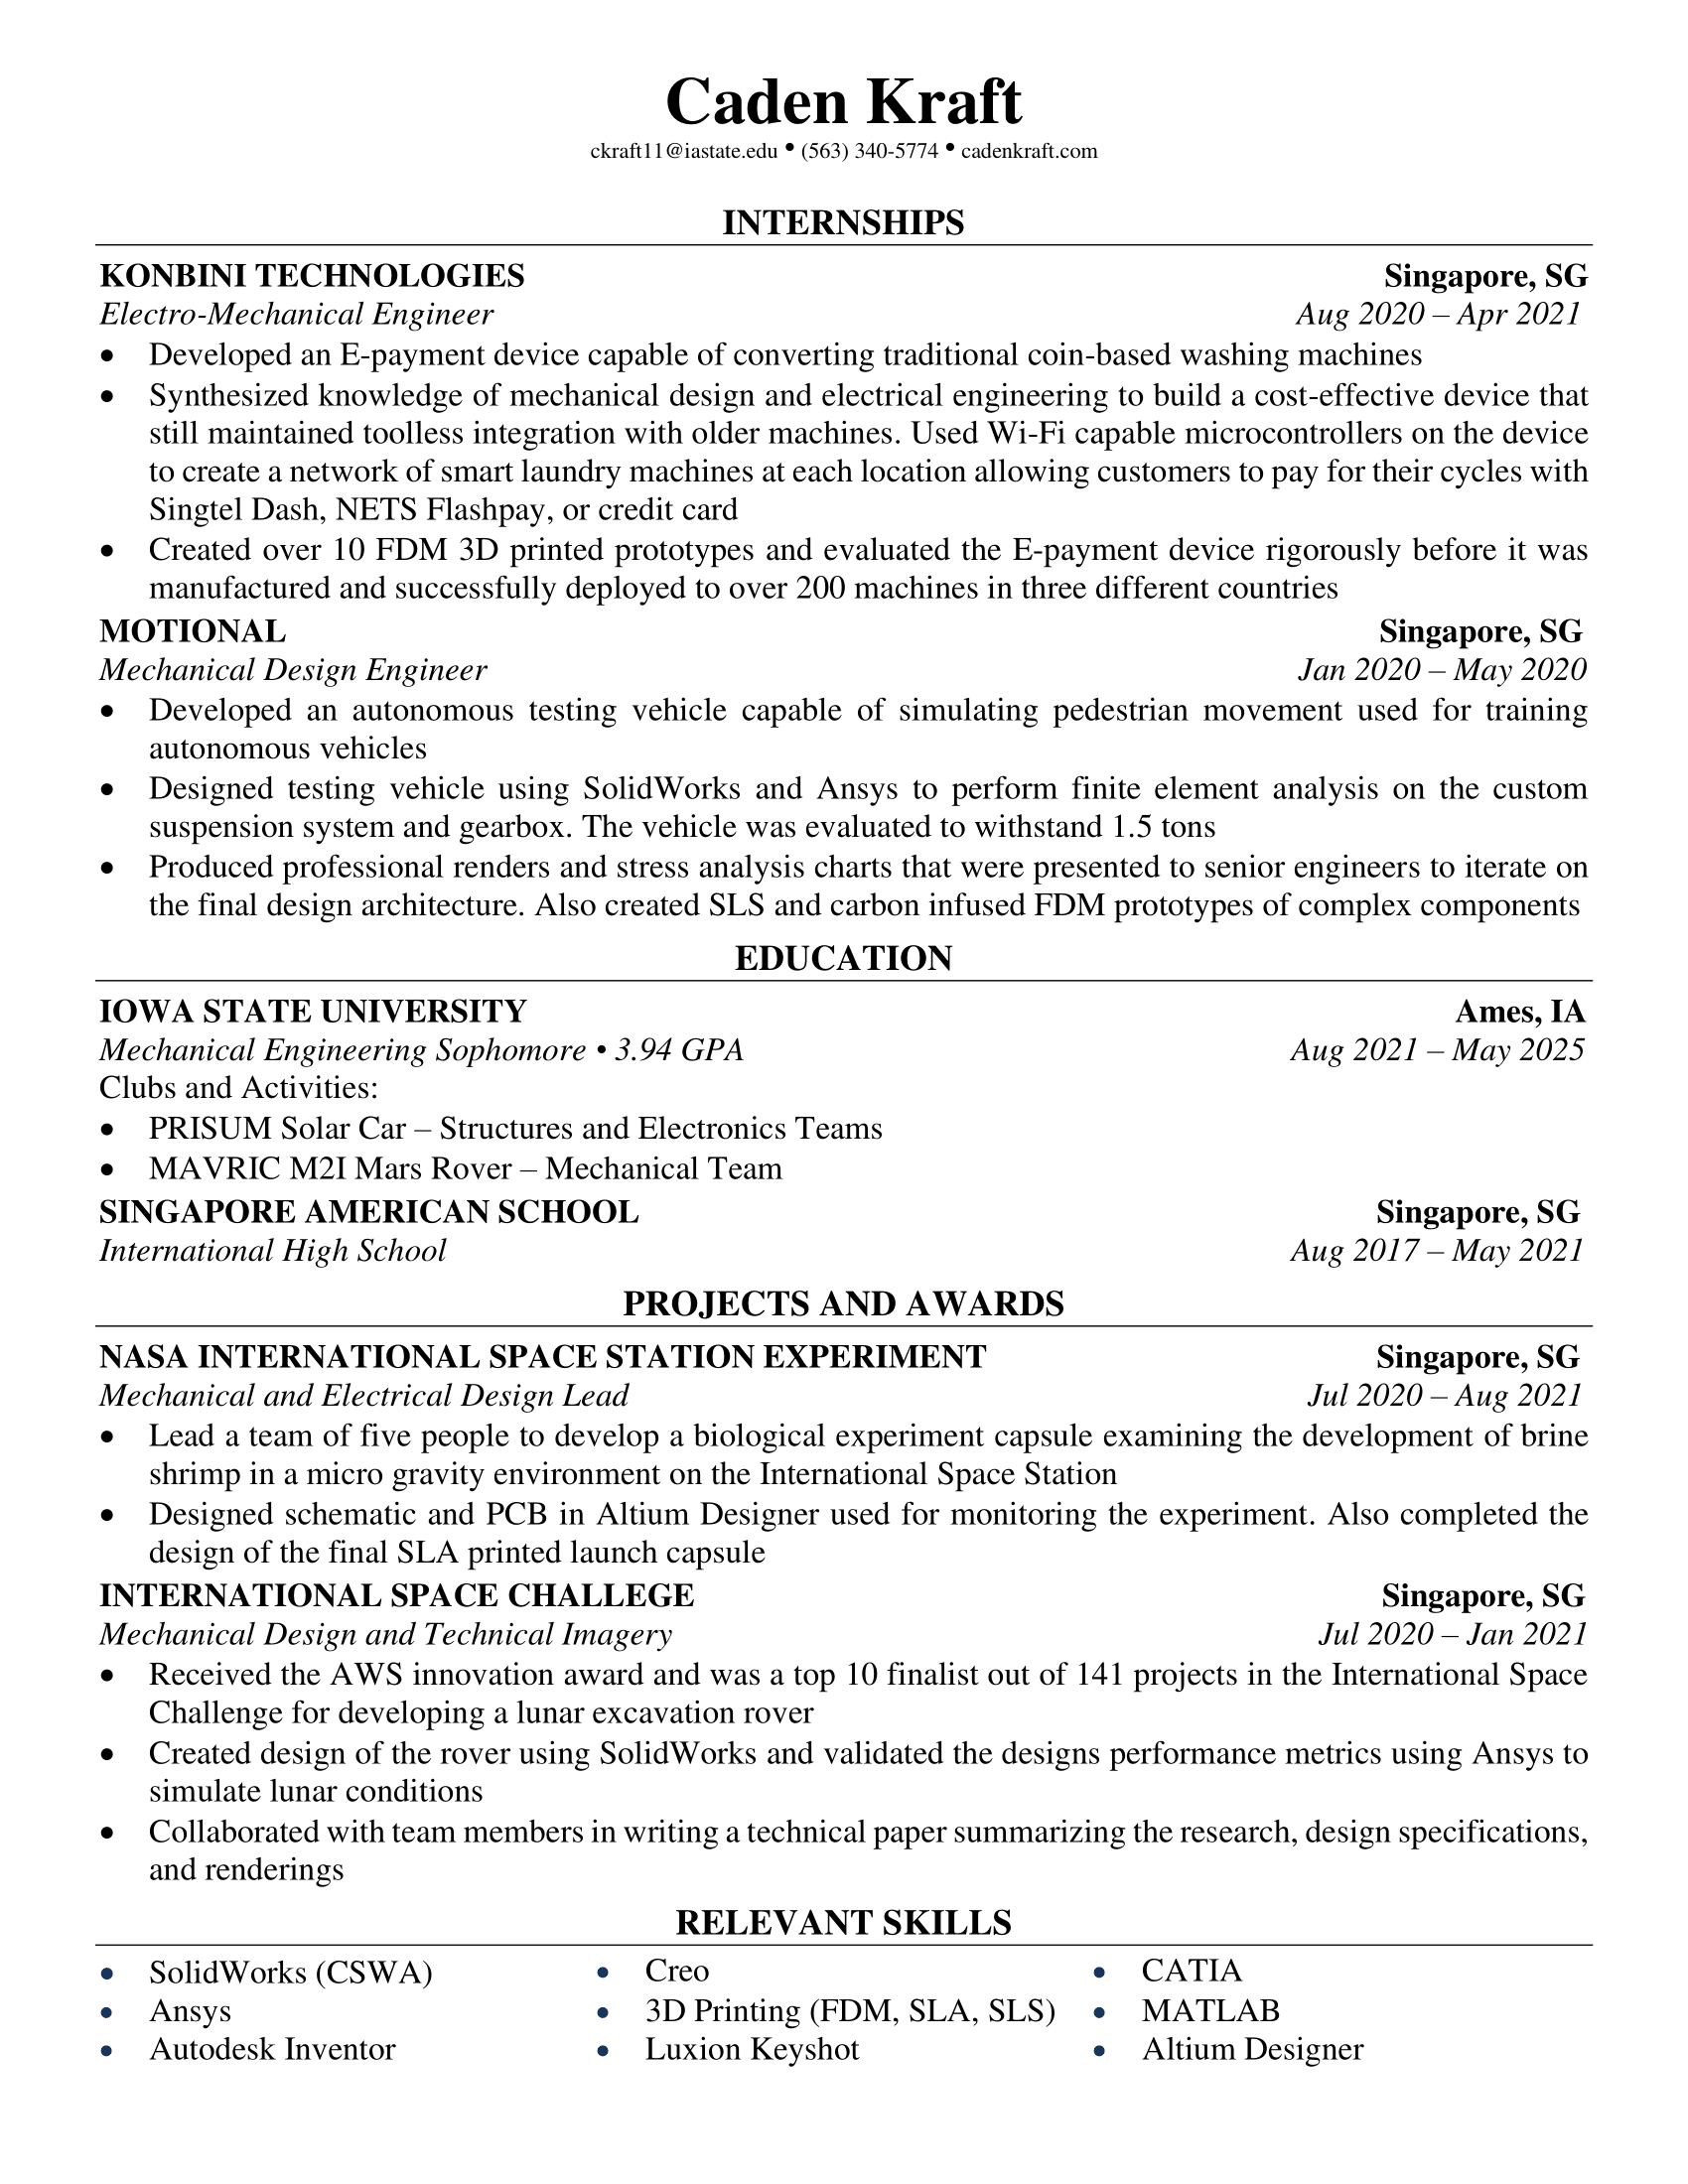 Caden Kraft
ckraft11@iastate.edu • (563) 340-5774 • cadenkraft.com
INTERNSHIPS
KONBINI TECHNOLOGIES Singapore, SG
Electro-Mechanical Engineer Aug 2020 – Apr 2021
• Developed an E-payment device capable of converting traditional coin-based washing machines
• Synthesized knowledge of mechanical design and electrical engineering to build a cost-effective device that
still maintained toolless integration with older machines. Used Wi-Fi capable microcontrollers on the device
to create a network of smart laundry machines at each location allowing customers to pay for their cycles with
Singtel Dash, NETS Flashpay, or credit card
• Created over 10 FDM 3D printed prototypes and evaluated the E-payment device rigorously before it was
manufactured and successfully deployed to over 200 machines in three different countries
MOTIONAL Singapore, SG
Mechanical Design Engineer Jan 2020 – May 2020
• Developed an autonomous testing vehicle capable of simulating pedestrian movement used for training
autonomous vehicles
• Designed testing vehicle using SolidWorks and Ansys to perform finite element analysis on the custom
suspension system and gearbox. The vehicle was evaluated to withstand 1.5 tons
• Produced professional renders and stress analysis charts that were presented to senior engineers to iterate on
the final design architecture. Also created SLS and carbon infused FDM prototypes of complex components
EDUCATION
IOWA STATE UNIVERSITY Ames, IA
Mechanical Engineering Sophomore • 3.94 GPA Aug 2021 – May 2025
Clubs and Activities:
• PRISUM Solar Car – Structures and Electronics Teams
• MAVRIC M2I Mars Rover – Mechanical Team
SINGAPORE AMERICAN SCHOOL Singapore, SG
International High School Aug 2017 – May 2021
PROJECTS AND AWARDS
NASA INTERNATIONAL SPACE STATION EXPERIMENT Singapore, SG
Mechanical and Electrical Design Lead Jul 2020 – Aug 2021
• Lead a team of five people to develop a biological experiment capsule examining the development of brine
shrimp in a micro gravity environment on the International Space Station
• Designed schematic and PCB in Altium Designer used for monitoring the experiment. Also completed the
design of the final SLA printed launch capsule
INTERNATIONAL SPACE CHALLEGE Singapore, SG
Mechanical Design and Technical Imagery Jul 2020 – Jan 2021
• Received the AWS innovation award and was a top 10 finalist out of 141 projects in the International Space
Challenge for developing a lunar excavation rover
• Created design of the rover using SolidWorks and validated the designs performance metrics using Ansys to
simulate lunar conditions
• Collaborated with team members in writing a technical paper summarizing the research, design specifications,
and renderings
RELEVANT SKILLS
• SolidWorks (CSWA) • Creo • CATIA
• Ansys • 3D Printing (FDM, SLA, SLS) • MATLAB
• Autodesk Inventor • Luxion Keyshot • Altium Designer